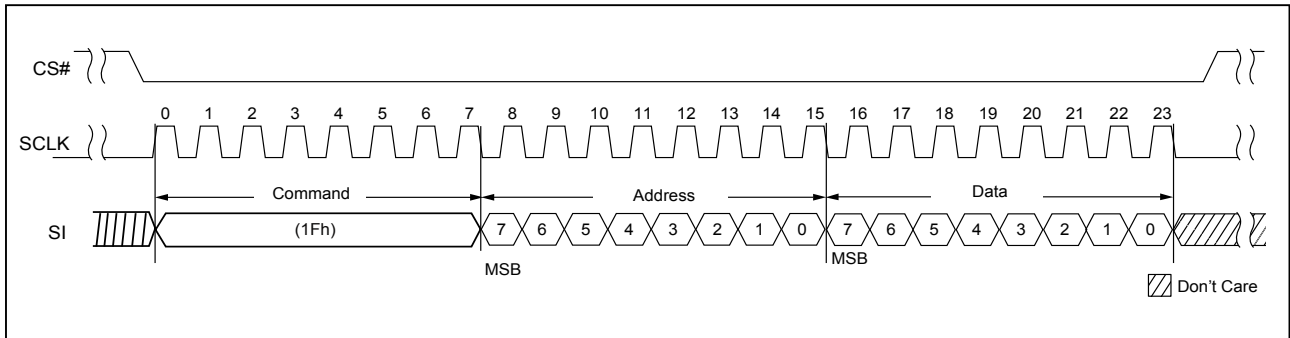 CS#
0 1 2 3 4 5 6 7 8 9 10 11 12 13 14 15 16 17 18 19 20 21 22 23
SCLK
Command Address Data
SI (1Fh) 7 6 5 4 3 2 1 0 7 6 5 4 3 2 1 0
MSB MSB
Don't Care